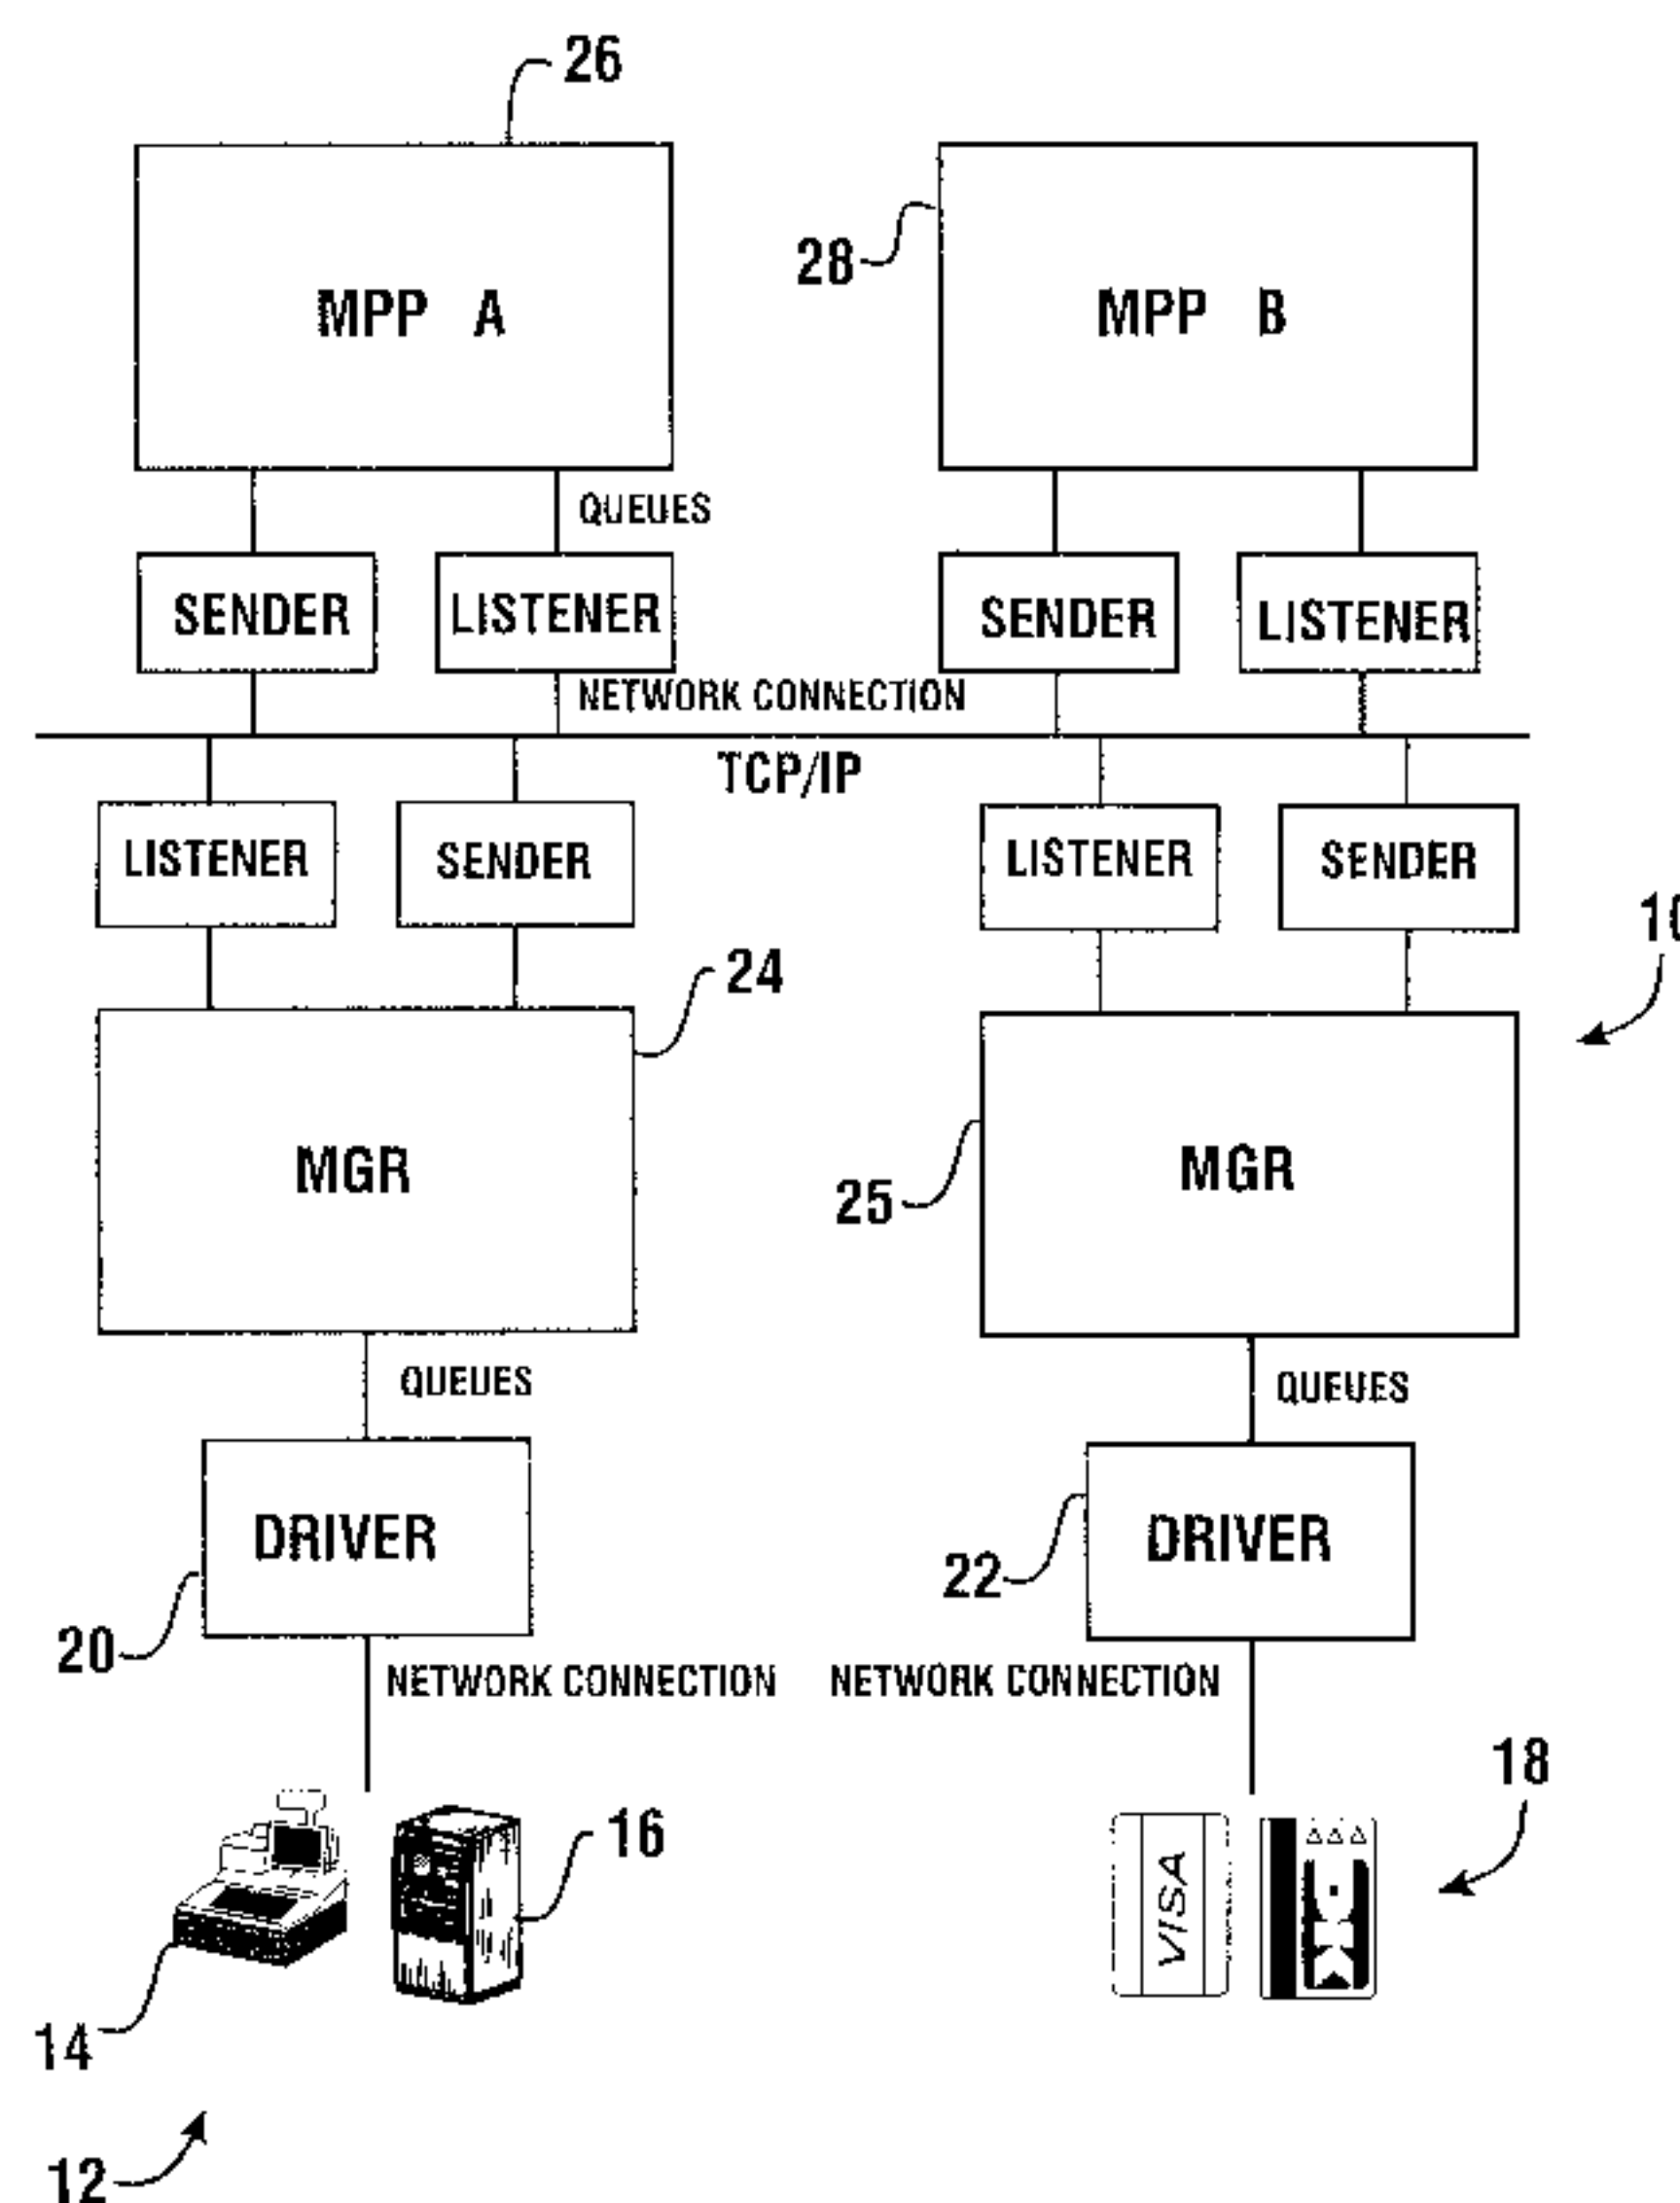 26
28
MPP A
MPP B
QUEUES
SENDER
LISTENER
SENDER
LISTENER
NETWORK CONNECTION
TCP/IP
LISTENER
SENDER
LISTENER
SENDER
10
24
MGR
25
MGR
QUEUES
QUEUES
DRIVER
22
DRIVER
20
NETWORK CONNECTION
NETWORK CONNECTION
18
16
VISA
14
12